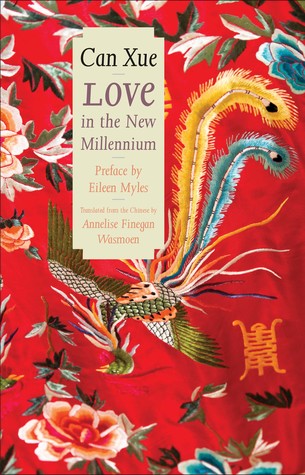 Can Xue
LOVE
in the New
Millennium
Preface by
Eileen Myles
Translated from the Chinese by
Annelise Finegan
Wasmoen